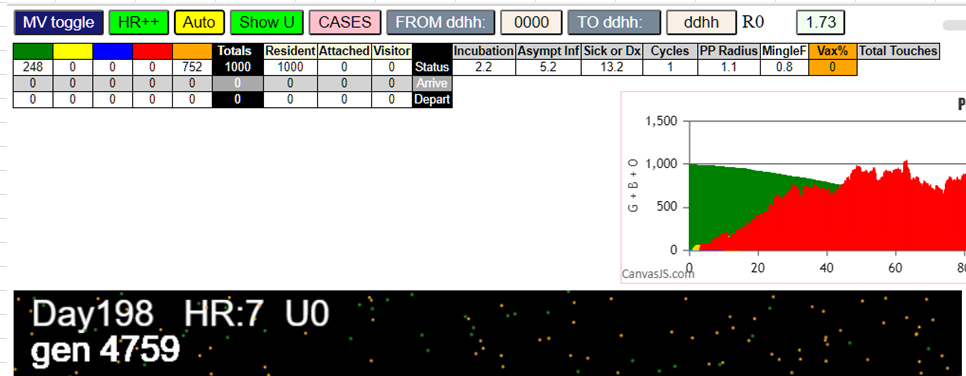 MV toggle HR++ Auto Show U CASES FROM ddhh: 0000 TO ddhh: ddhh R0 1.73
Totals Resident Attached Visitor Incubation Asympt Inf Sick or Dx Cycles PP Radius MingleF Vax% Total Touches
248 0 0 0 752 1000 1000 0 0 Status 2.2 5.2 13.2 1 1.1 0.8 0
0 0 0 0 0 0 0 0 0 Arrive
0 0 0 0 0 0 0 0 0 Depart
P
1,500
1,000
500
0
G + B + O
0 20 40 60 80
CanvasJS.com
Day198 HR:7 U0
gen 4759